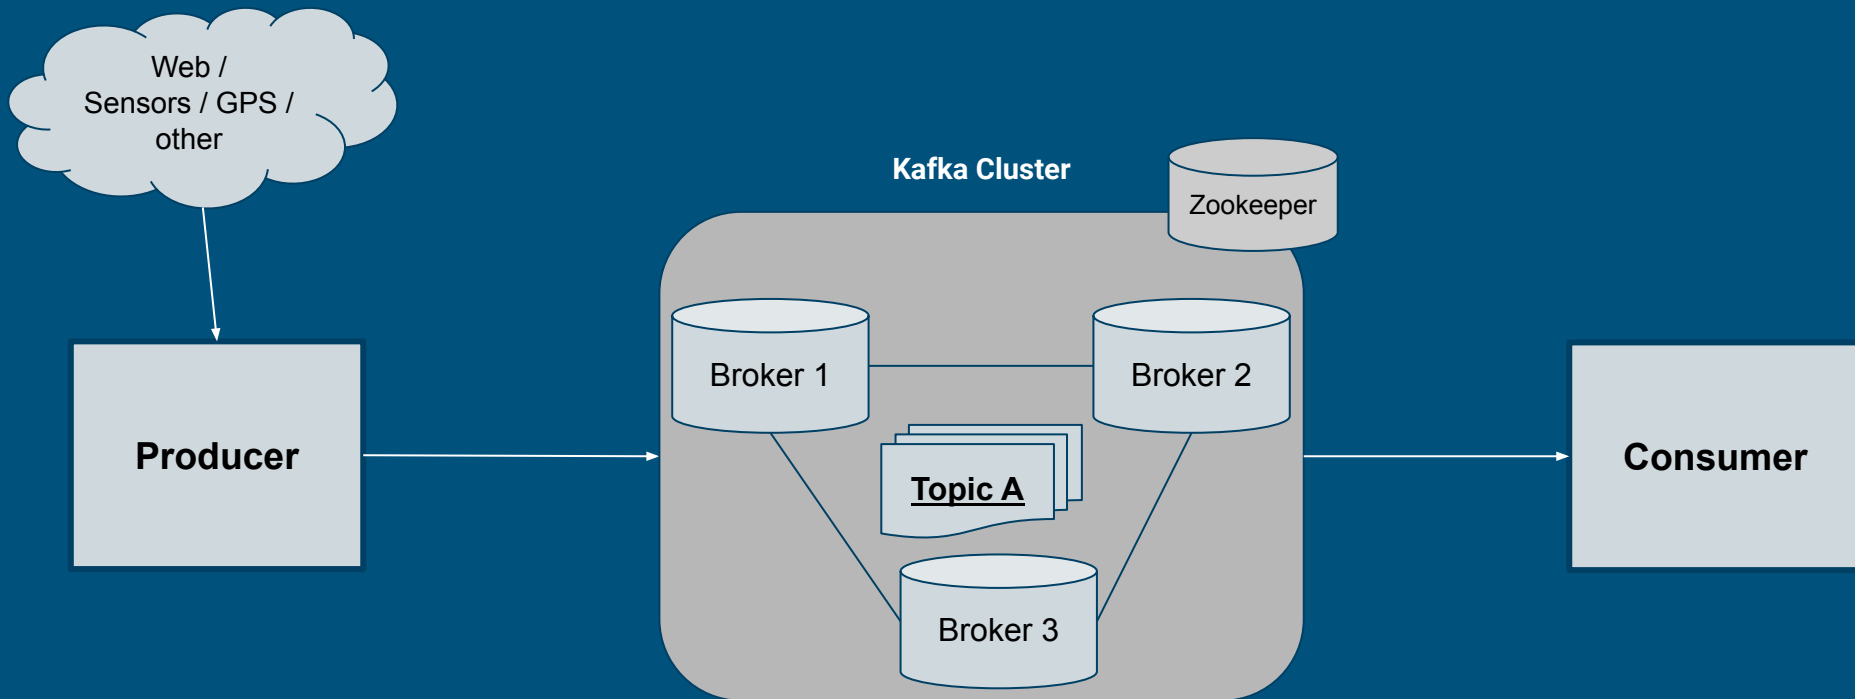 Web /
Sensors / GPS /
other
Kafka Cluster
Zookeeper
Broker 1
Broker 2
Producer
Topic A
Consumer
Broker 3